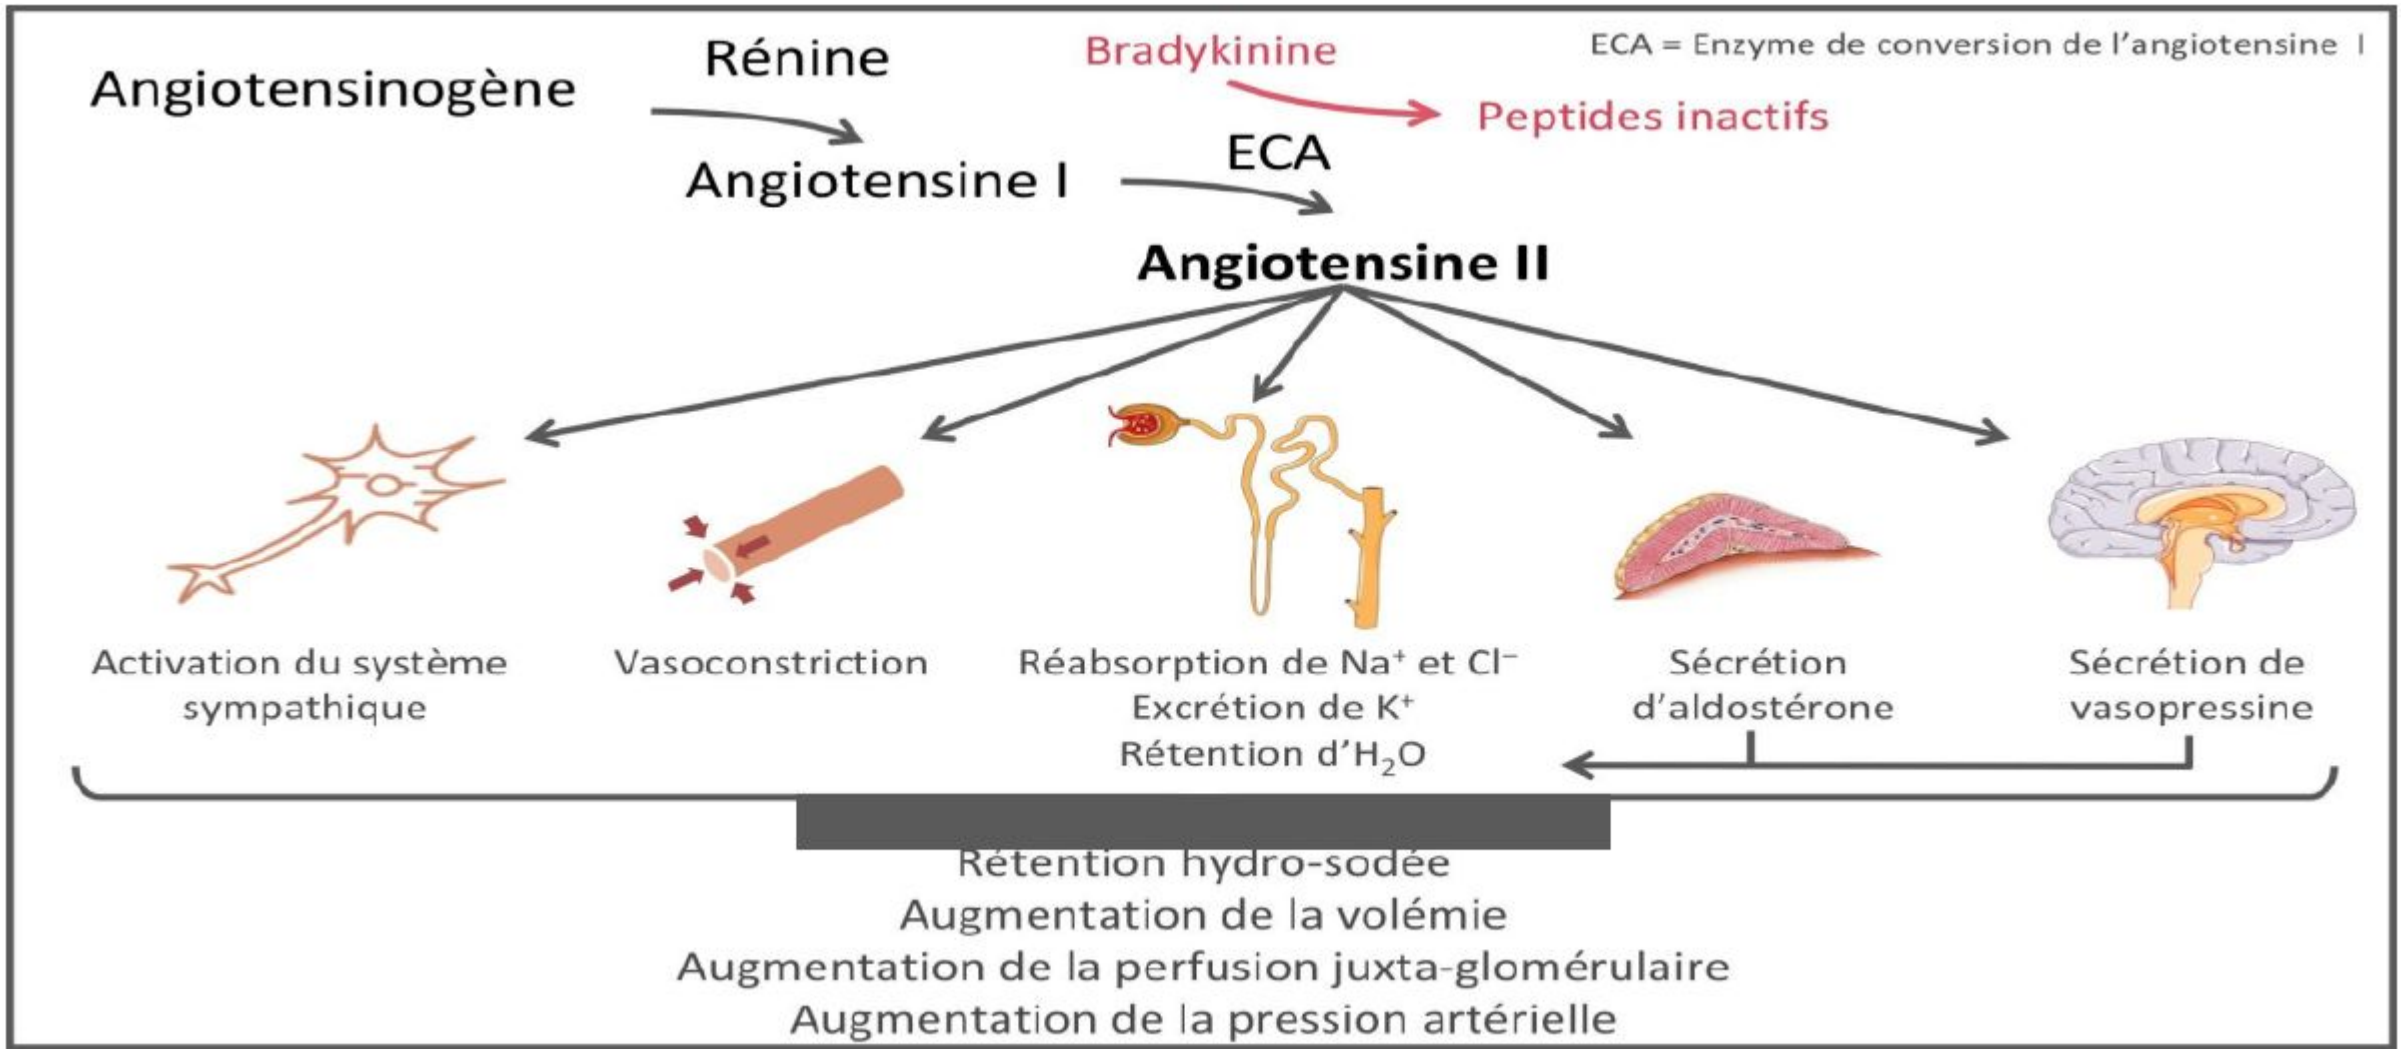 Angiotensinogène
Rénine
Bradykinine
ECA = Enzyme de conversion de l'angiotensine I
Peptides inactifs
Angiotensine I
ECA
Angiotensine II
Activation du système
sympathique
Vasoconstriction
Réabsorption de Na⁺ et Cl⁻
Excrétion de K⁺
Rétention d'H₂O
Sécrétion
d'aldostérone
Sécrétion de
vasopressine
Rétention hydro-sodée
Augmentation de la volémie
Augmentation de la perfusion juxta-glomérulaire
Augmentation de la pression artérielle